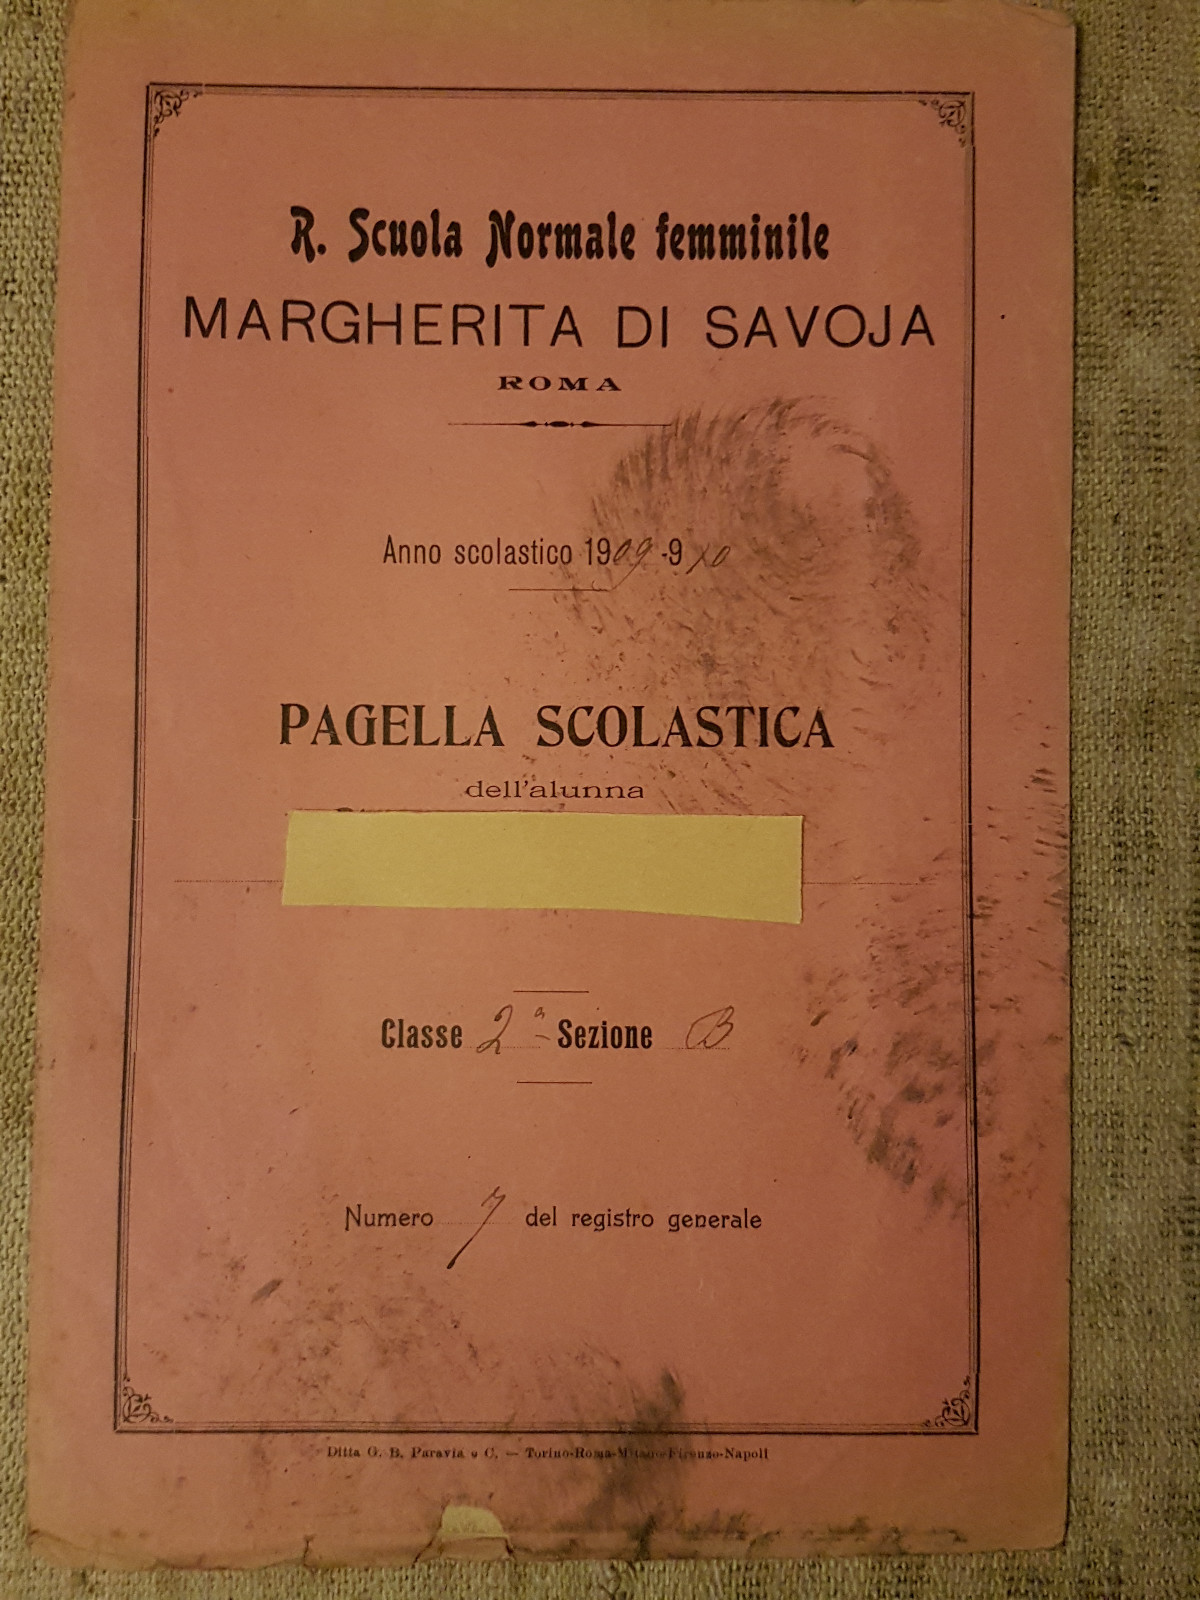 R. Scuola Normale femminile
MARGHERITA DI SAVOJA
ROMA
Anno scolastico 1909-910
PAGELLA SCOLASTICA
dell'alunna
Classe 2ª Sezione B
Numero 7 del registro generale
Ditta G. B. Paravia e C. — Torino-Roma-Milano-Firenze-Napoli